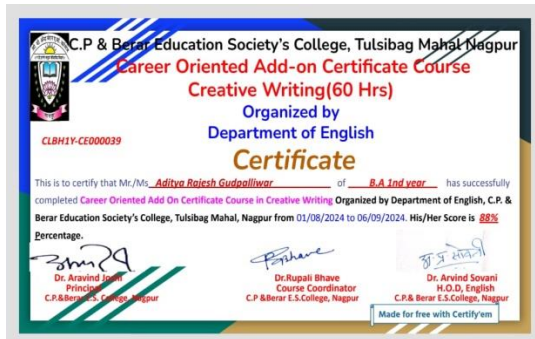 C.P & Berar Education Society's College, Tulsibag Mahal Nagpur
Career Oriented Add-on Certificate Course
Creative Writing(60 Hrs)
Organized by
Department of English
CLBH1Y-CE000039
Certificate
This is to certify that Mr./Ms_Aditya Rajesh Gudpalliwar of B.A 1nd year has successfully
completed Career Oriented Add On Certificate Course in Creative Writing Organized by Department of English, C.P. &
Berar Education Society's College, Tulsibag Mahal, Nagpur from 01/08/2024 to 06/09/2024. His/Her Score is 88%
Percentage.
Dr. Aravind Joshi Dr.Rupali Bhave Dr. Arvind Sovani
Principal Course Coordinator H.O.D, English
C.P.&Berar E.S. College, Nagpur C.P &Berar E.S.College, Nagpur C.P.& Berar E.S.College, Nagpur
Made for free with Certify'em